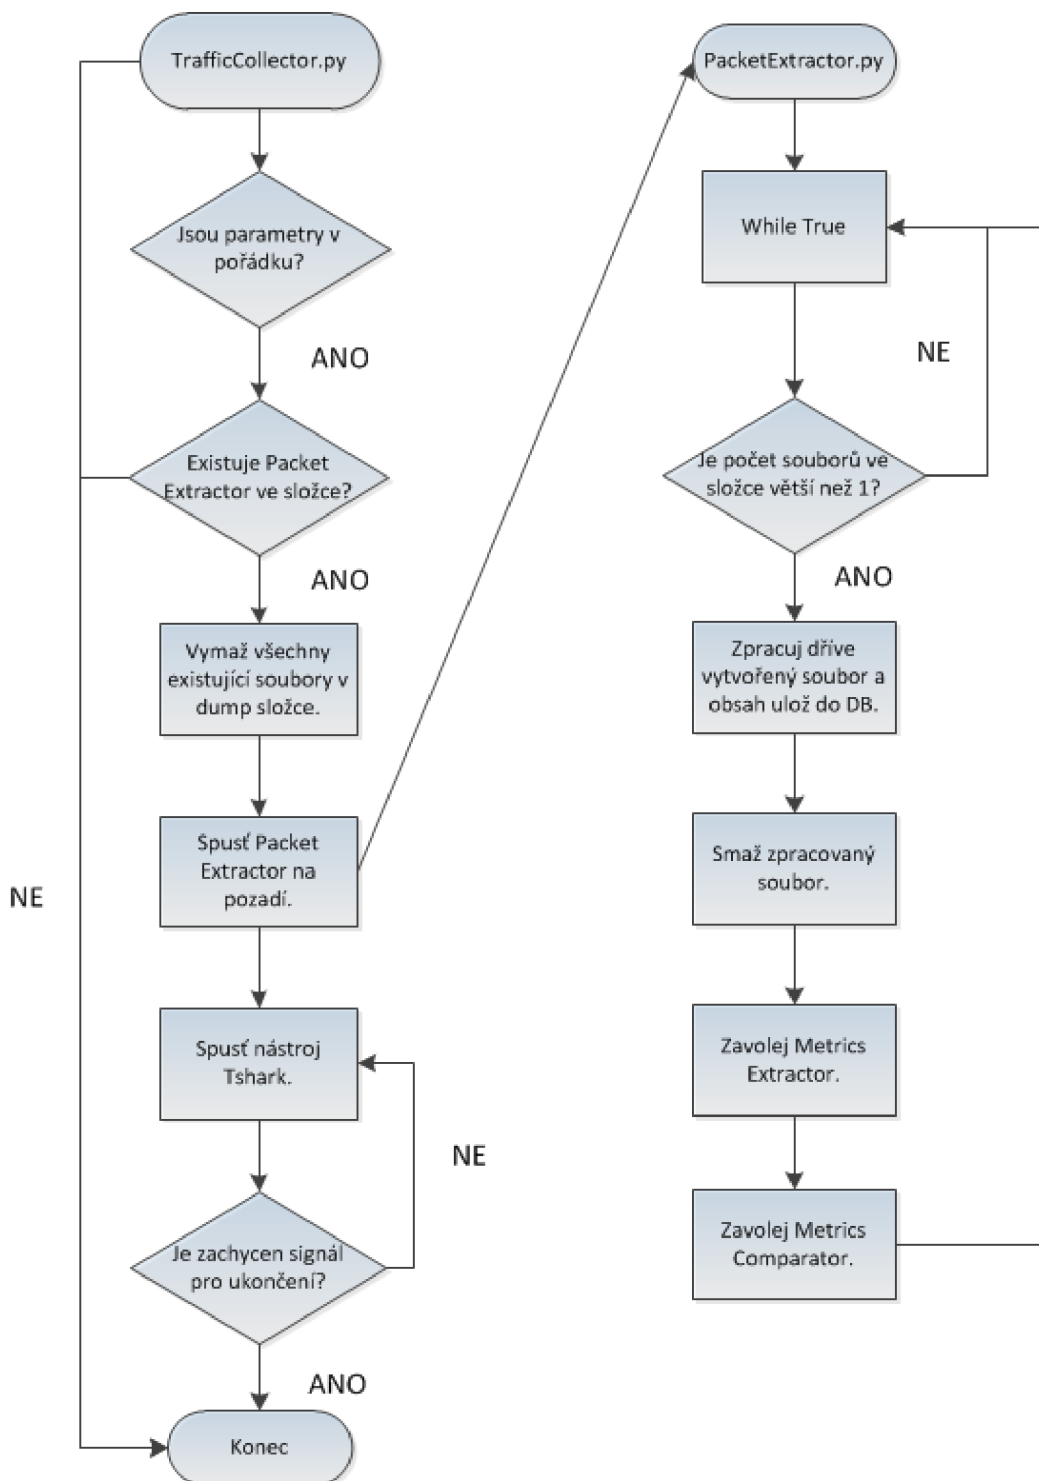 TrafficCollector.py
Jsou parametry v
pořádku?
ANO
Existuje Packet
Extractor ve složce?
ANO
Vymaž všechny
existující soubory v
dump složce.
Spusť Packet
Extractor na
pozadí.
NE
Spusť nástroj
Tshark.
NE
Je zachycen signál
pro ukončení?
ANO
Konec
PacketExtractor.py
While True
NE
Je počet souborů ve
složce větší než 1?
ANO
Zpracuj dříve
vytvořený soubor a
obsah ulož do DB.
Smaž zpracovaný
soubor.
Zavolej Metrics
Extractor.
Zavolej Metrics
Comparator.